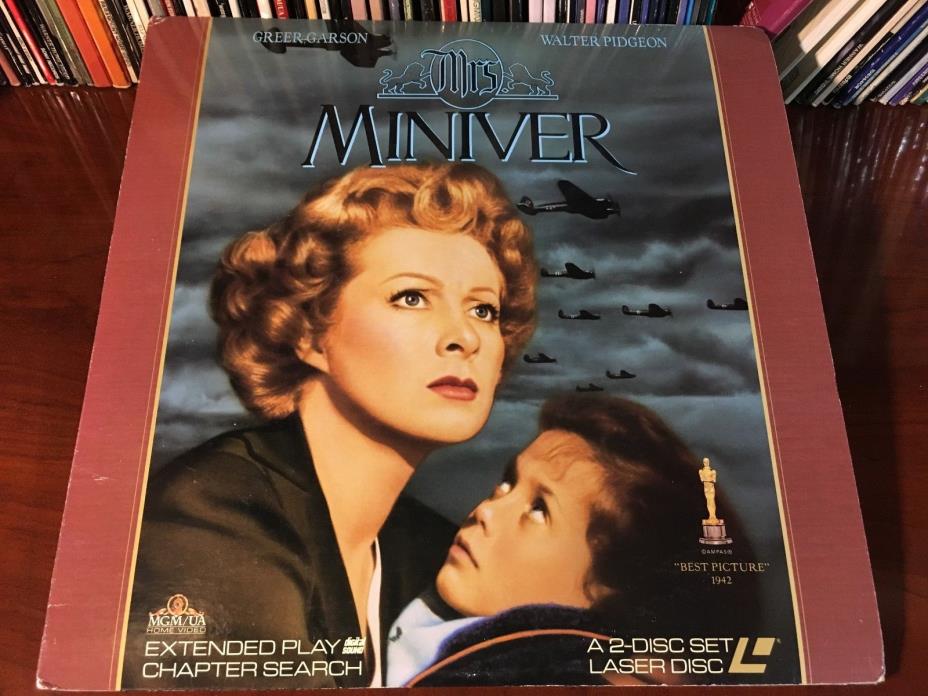 GREER GARSON
WALTER PIDGEON
Mrs
MINIVER
©AMPAS®
"BEST PICTURE"
1942
MGM/UA
HOME VIDEO
EXTENDED PLAY digital SOUND
CHAPTER SEARCH
A 2-DISC SET
LASER DISC